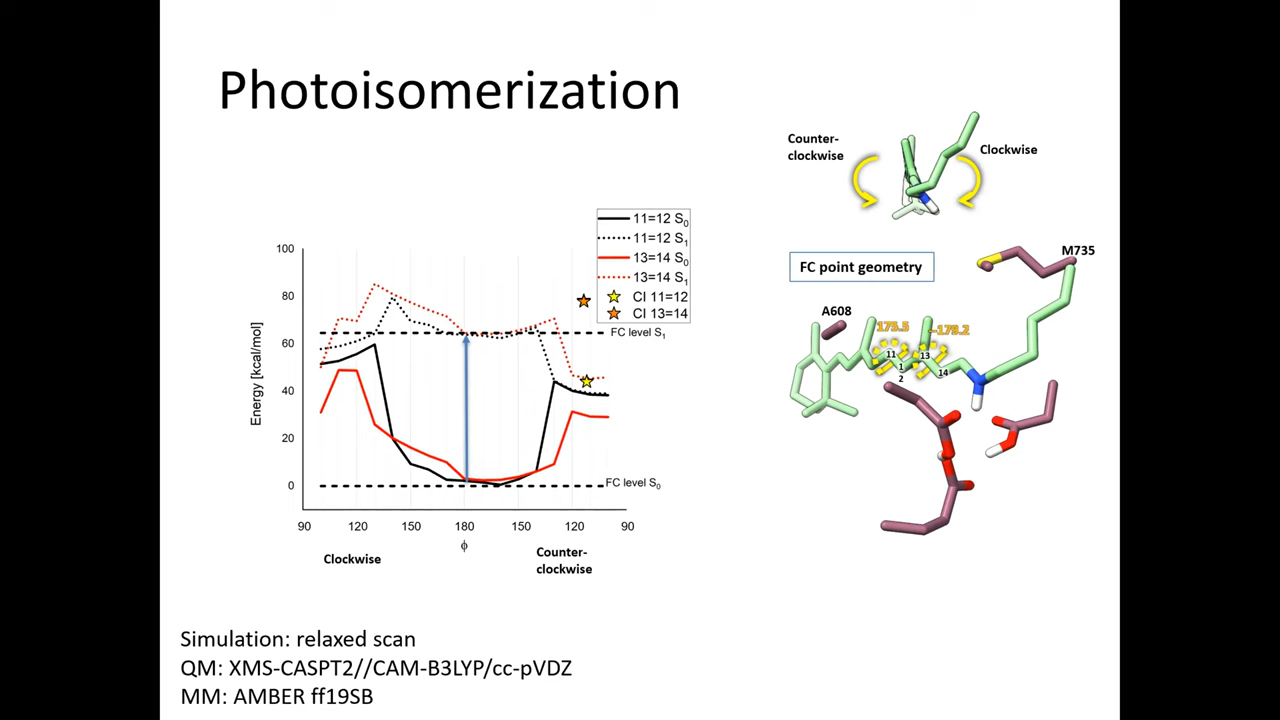 Photoisomerization
Counter-
clockwise
Clockwise
11=12 S0
11=12 S1
13=14 S0
13=14 S1
CI 11=12
CI 13=14
FC level S1
FC level S0
Energy [kcal/mol]
100
80
60
40
20
0
90 120 150 180 150 120 90
ϕ
Clockwise
Counter-
clockwise
FC point geometry
M735
A608
175.5
-179.2
11
13
1
2
14
Simulation: relaxed scan
QM: XMS-CASPT2//CAM-B3LYP/cc-pVDZ
MM: AMBER ff19SB